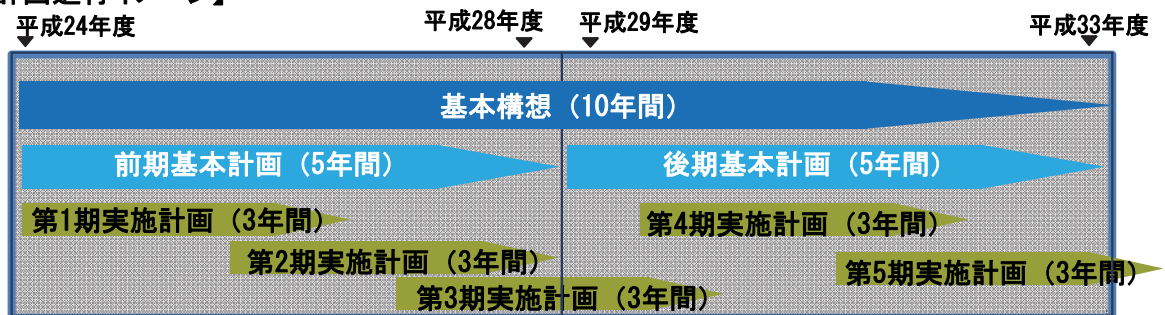 平成24年度
平成28年度
平成29年度
平成33年度
基本構想（10年間）
前期基本計画（5年間）
後期基本計画（5年間）
第1期実施計画（3年間）
第4期実施計画（3年間）
第2期実施計画（3年間）
第5期実施計画（3年間）
第3期実施計画（3年間）